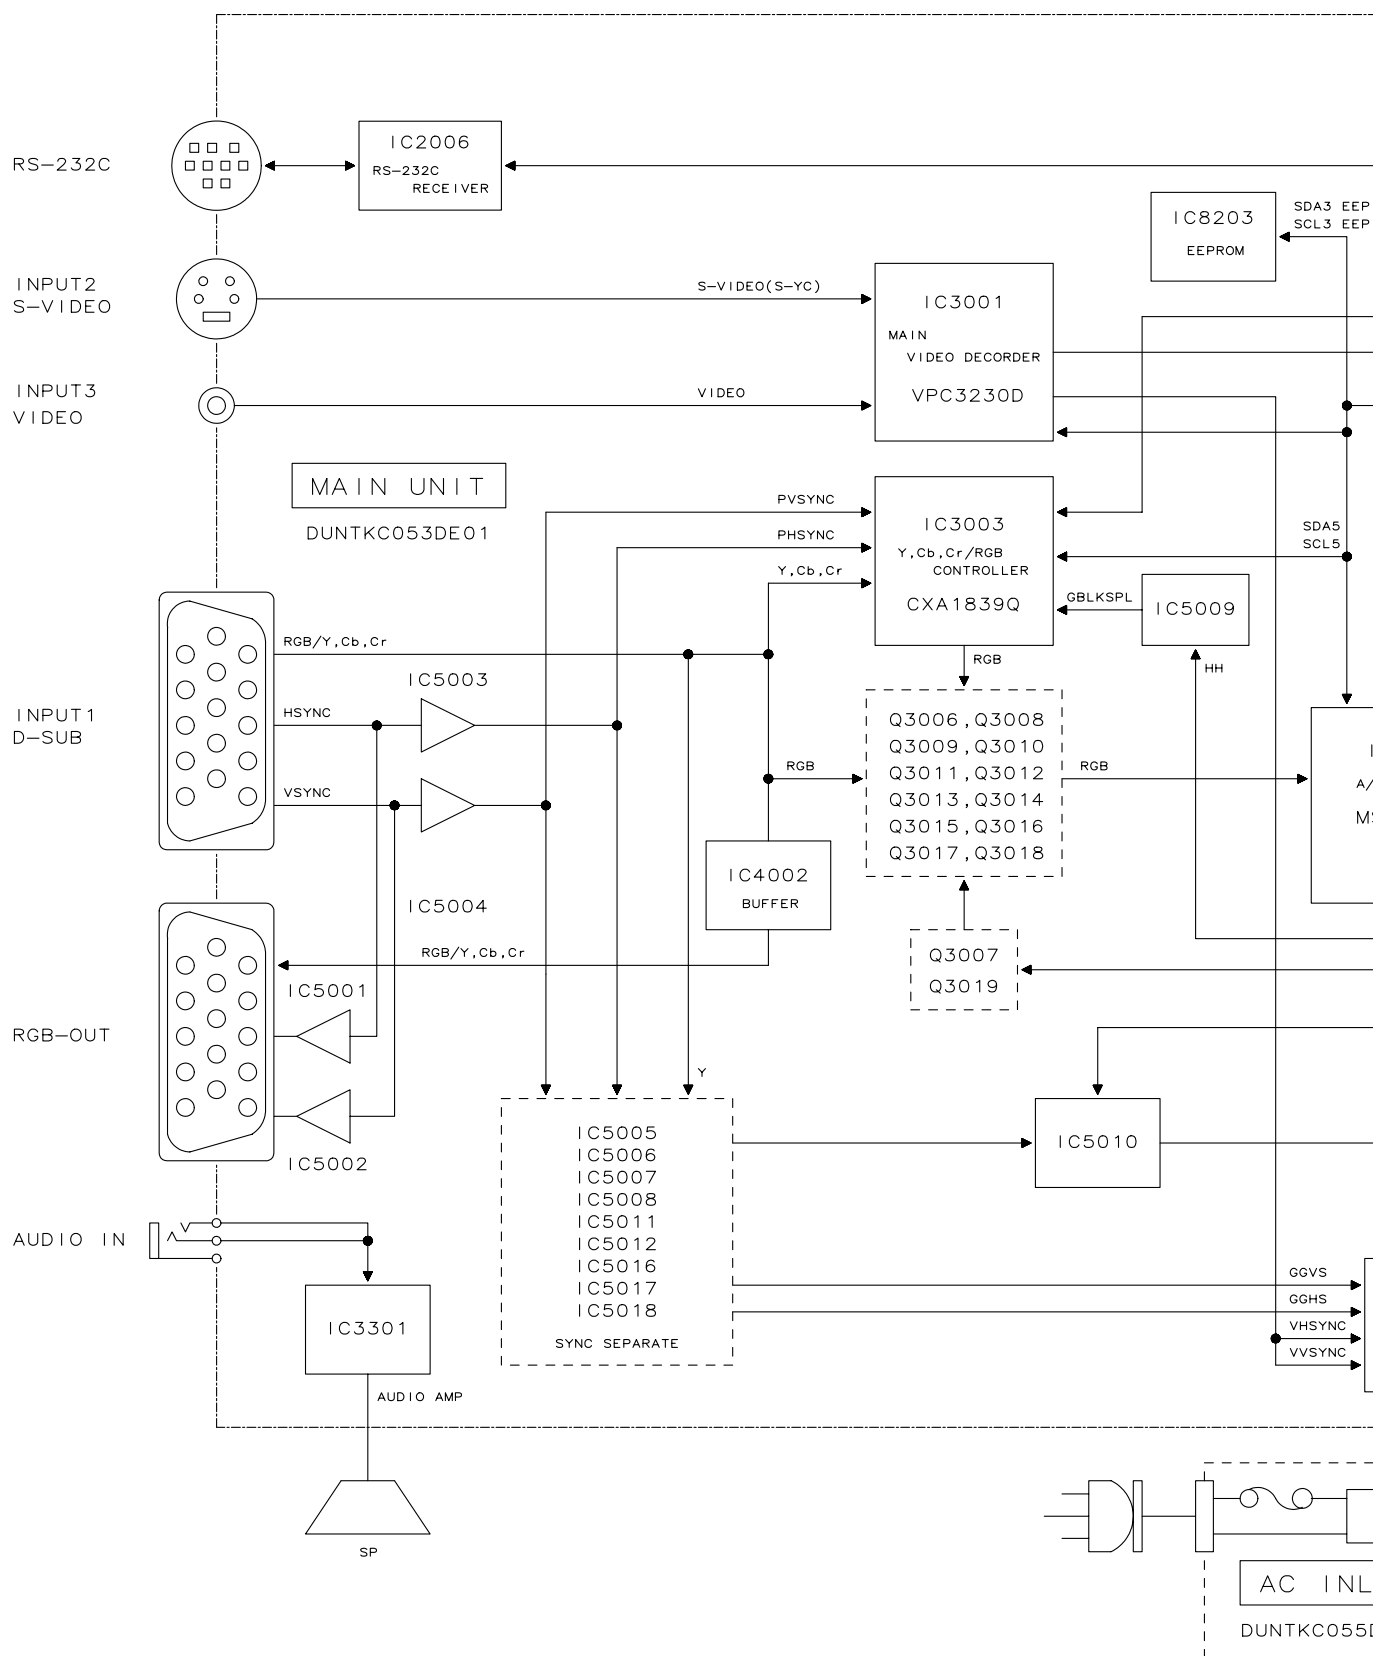 RS-232C
IC2006
RS-232C
RECEIVER
IC8203
EEPROM
SDA3 EEP
SCL3 EEP
INPUT2
S-VIDEO
S-VIDEO(S-YC)
IC3001
MAIN
VIDEO DECORDER
VPC3230D
INPUT3
VIDEO
VIDEO
MAIN UNIT
DUNTKC053DE01
PVSYNC
PHSYNC
Y,Cb,Cr
IC3003
Y,Cb,Cr/RGB
CONTROLLER
CXA1839Q
SDA5
SCL5
GBLKSPL
IC5009
HH
RGB
INPUT1
D-SUB
RGB/Y,Cb,Cr
HSYNC
VSYNC
IC5003
IC5004
RGB
Q3006,Q3008
Q3009,Q3010
Q3011,Q3012
Q3013,Q3014
Q3015,Q3016
Q3017,Q3018
RGB
A/
IC4002
BUFFER
RGB/Y,Cb,Cr
Q3007
Q3019
RGB-OUT
IC5001
IC5002
Y
IC5005
IC5006
IC5007
IC5008
IC5011
IC5012
IC5016
IC5017
IC5018
SYNC SEPARATE
IC5010
AUDIO IN
IC3301
AUDIO AMP
SP
GGVS
GGHS
VHSYNC
VVSYNC
AC INL
DUNTKC055